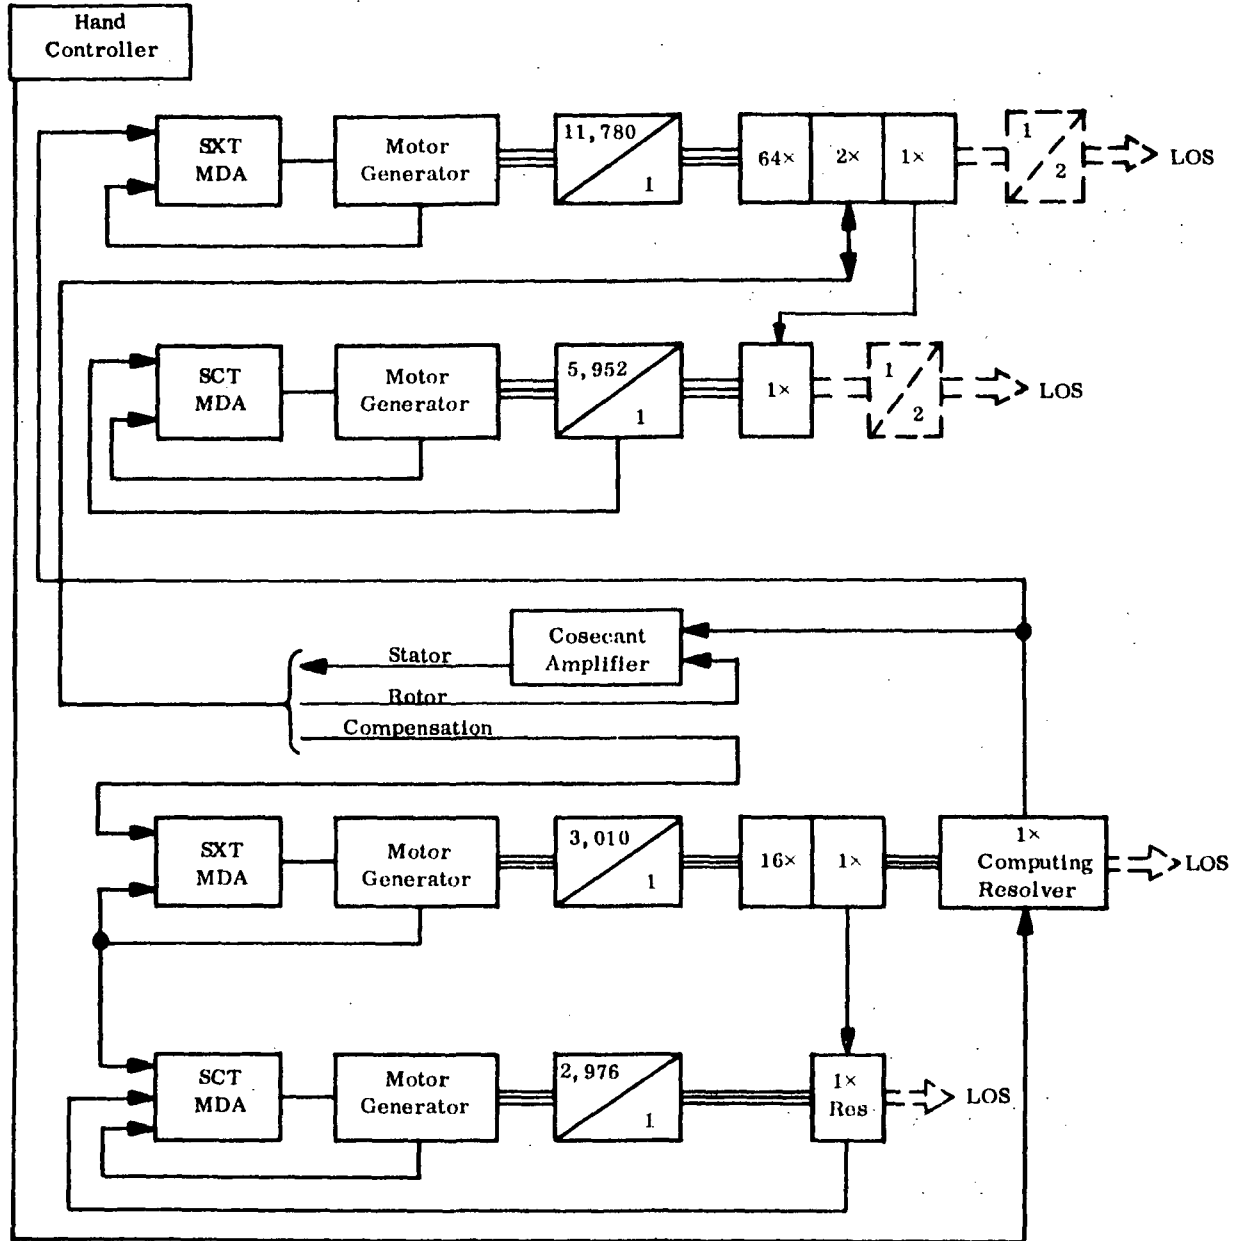 Hand
Controller
SXT
MDA
Motor
Generator
11,780
1
64×
2×
1×
1
2
LOS
SCT
MDA
Motor
Generator
5,952
1
1×
1
2
LOS
Cosecant
Amplifier
Stator
Rotor
Compensation
SXT
MDA
Motor
Generator
3,010
1
16×
1×
1×
Computing
Resolver
LOS
SCT
MDA
Motor
Generator
2,976
1
1×
Res
LOS